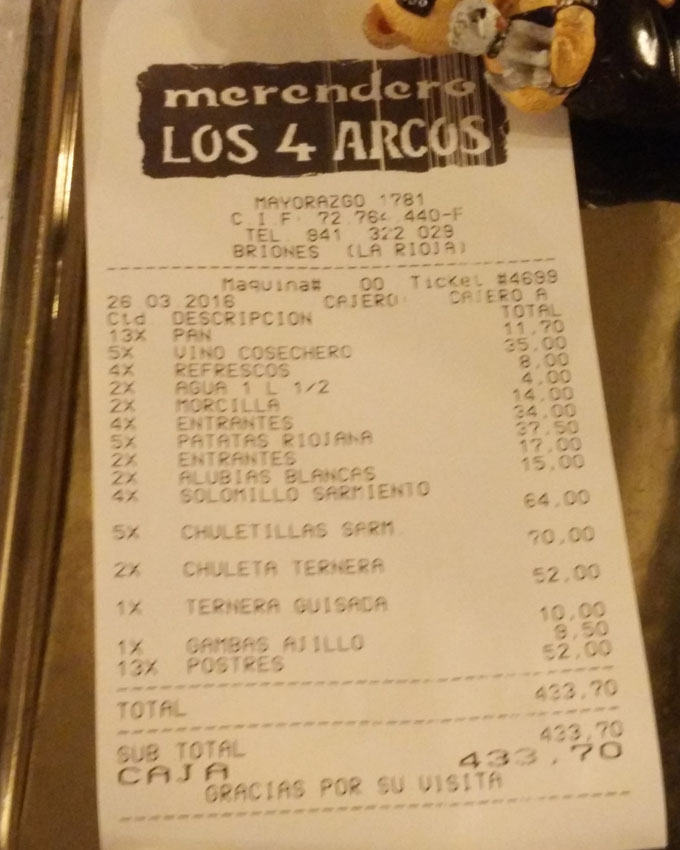 merendero
LOS 4 ARCOS
MAYORAZGO 1781
C.I.F. 72.764.440-F
TEL. 941 322 029
BRIONES (LA RIOJA)
Maquina# 00 Ticket #4699
26 03 2016 CAJERO: CAJERO A
Ctd DESCRIPCION TOTAL
13X PAN 11,70
5X VINO COSECHERO 35,00
4X REFRESCOS 8,00
2X AGUA 1 L 1/2 4,00
2X MORCILLA 14,00
4X ENTRANTES 34,00
5X PATATAS RIOJANA 37,50
2X ENTRANTES 17,00
2X ALUBIAS BLANCAS 15,00
4X SOLOMILLO SARMIENTO 64,00
5X CHULETILLAS SARM. 70,00
2X CHULETA TERNERA 52,00
1X TERNERA GUISADA 10,00
1X GAMBAS AJILLO 9,50
13X POSTRES 52,00
TOTAL 433,70
SUB TOTAL 433,70
CAJA 433,70
GRACIAS POR SU VISITA